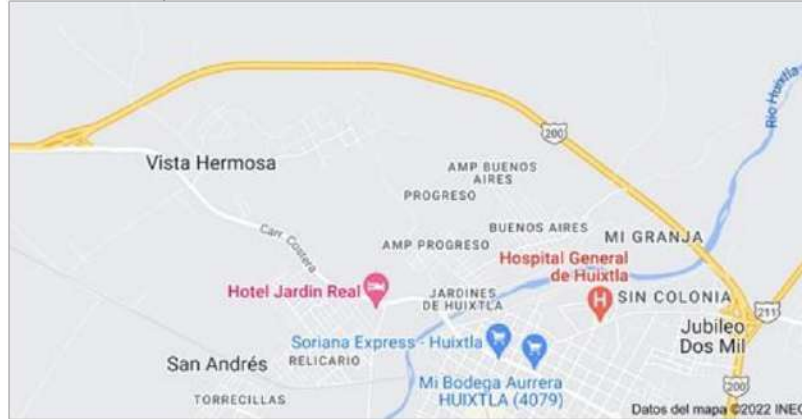 Río Huixtla
200
Vista Hermosa
AMP BUENOS
AIRES
PROGRESO
BUENOS AIRES
Carr. Costera
AMP PROGRESO
MI GRANJA
Hospital General
de Huixtla
Hotel Jardin Real
H
JARDINES
DE HUIXTLA
SIN COLONIA
211
Soriana Express - Huixtla
Jubileo
Dos Mil
San Andrés
RELICARIO
Mi Bodega Aurrera
HUIXTLA (4079)
200
TORRECILLAS
Datos del mapa ©2022 INEG